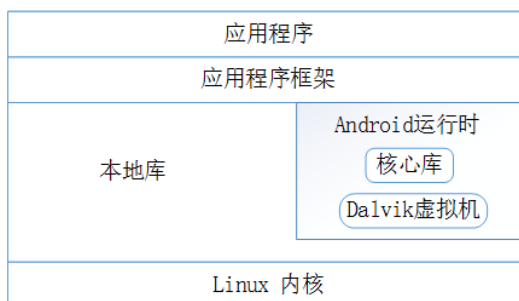 应用程序
应用程序框架
本地库
Android运行时
核心库
Dalvik虚拟机
Linux 内核